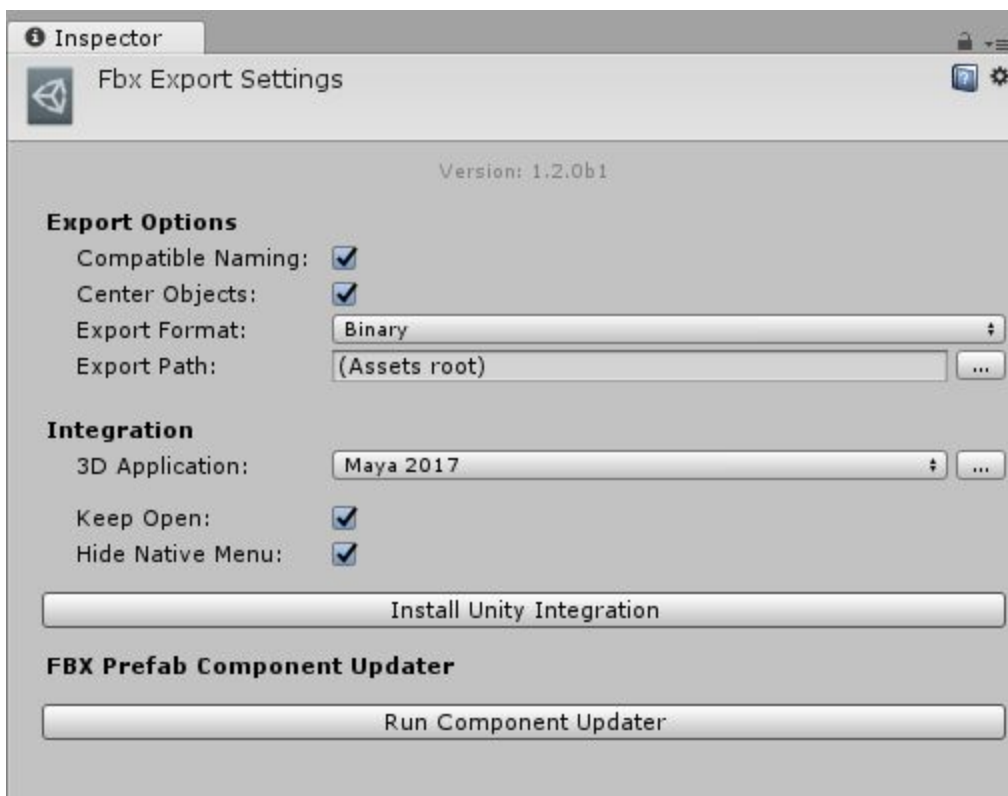 Inspector
Fbx Export Settings
Version: 1.2.0b1
Export Options
Compatible Naming:
Center Objects:
Export Format: Binary
Export Path: (Assets root) ...
Integration
3D Application: Maya 2017 ...
Keep Open:
Hide Native Menu:
Install Unity Integration
FBX Prefab Component Updater
Run Component Updater